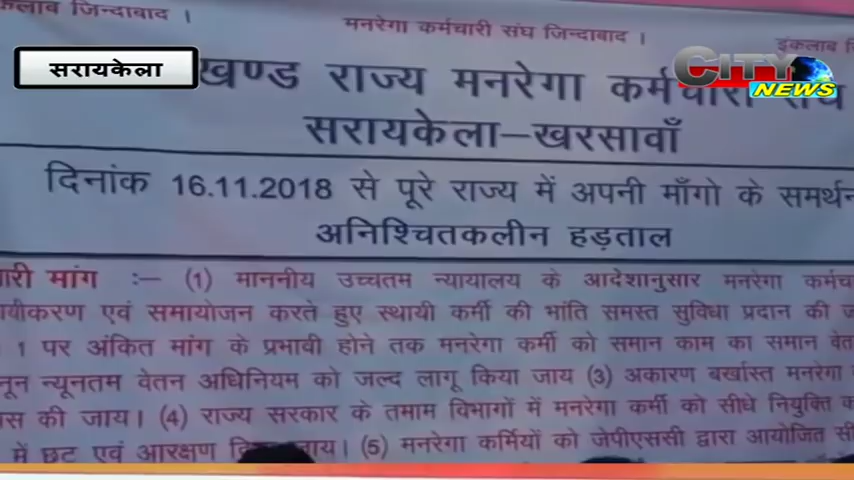 जिन्दाबाद ।
मनरेगा कर्मचारी संघ जिन्दाबाद ।
इंकलाब
सरायकेला
CITY NEWS
खण्ड राज्य मनरेगा कर्मचारी संघ
सरायकेला–खरसावाँ
दिनांक 16.11.2018 से पूरे राज्य में अपनी माँगो के समर्थन
अनिश्चितकलीन हड़ताल
मांग :– (1) माननीय उच्चतम न्यायालय के आदेशानुसार मनरेगा
एवं समायोजन करते हुए स्थायी कर्मी की भांति समस्त सुविधा प्रदान की
1 पर अंकित मांग के प्रभावी होने तक मनरेगा कर्मी को समान काम का समान
न्यूनतम वेतन अधिनियम को जल्द लागू किया जाय (3) अकारण बर्खास्त मनरेगा
की जाय। (4) राज्य सरकार के तमाम विभागों में मनरेगा कर्मी को सीधे नियुक्ति
में छट एवं आरक्षण जाय। (5) मनरेगा कर्मियों को जेपीएससी द्वारा आयोजित